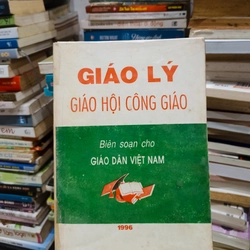 GIÁO LÝ
GIÁO HỘI CÔNG GIÁO
Biên soạn cho
GIÁO DÂN VIỆT NAM
1996